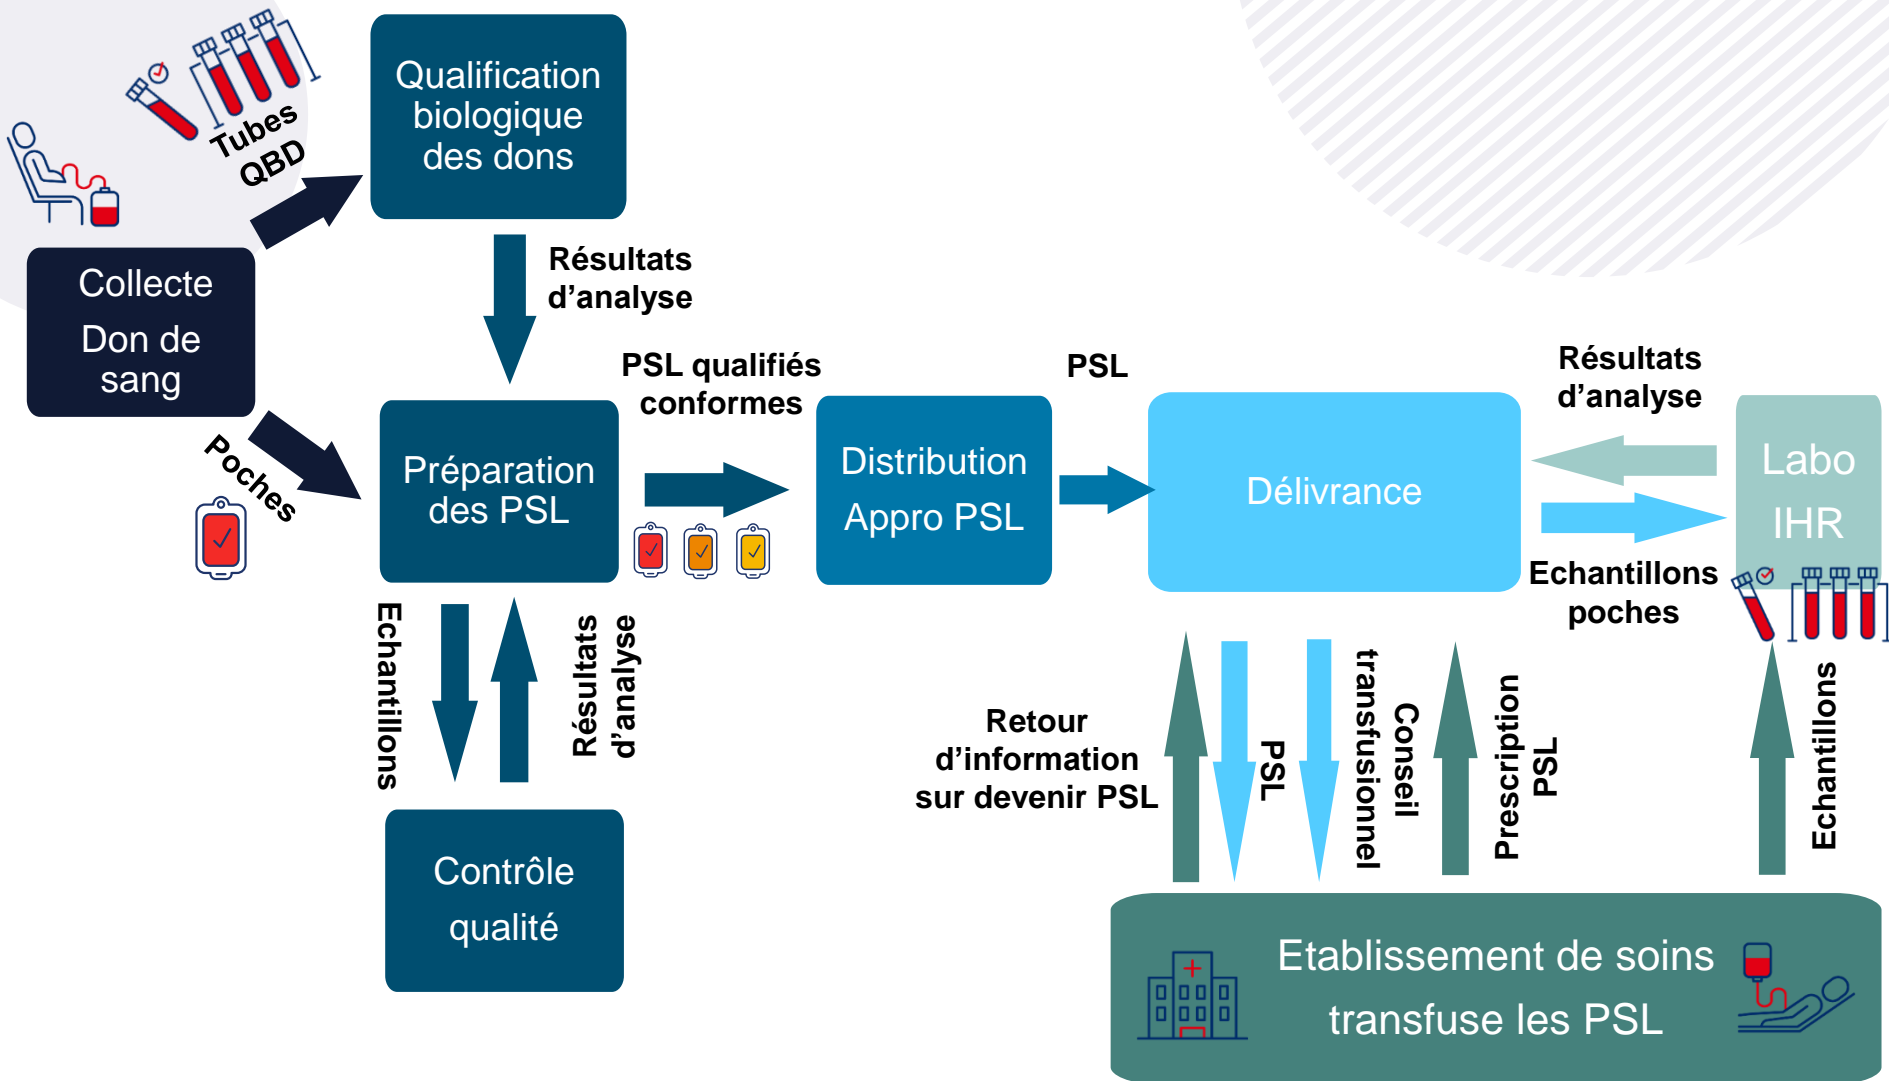 Tubes
QBD
Qualification
biologique
des dons
Collecte
Don de
sang
Résultats
d’analyse
Poches
Préparation
des PSL
PSL qualifiés
conformes
Distribution
Appro PSL
PSL
Délivrance
Résultats
d’analyse
Labo
IHR
Echantillons
poches
Echantillons
Résultats
d’analyse
Contrôle
qualité
Retour
d’information
sur devenir PSL
PSL
Conseil
transfusionnel
Prescription
PSL
Echantillons
Etablissement de soins
transfuse les PSL